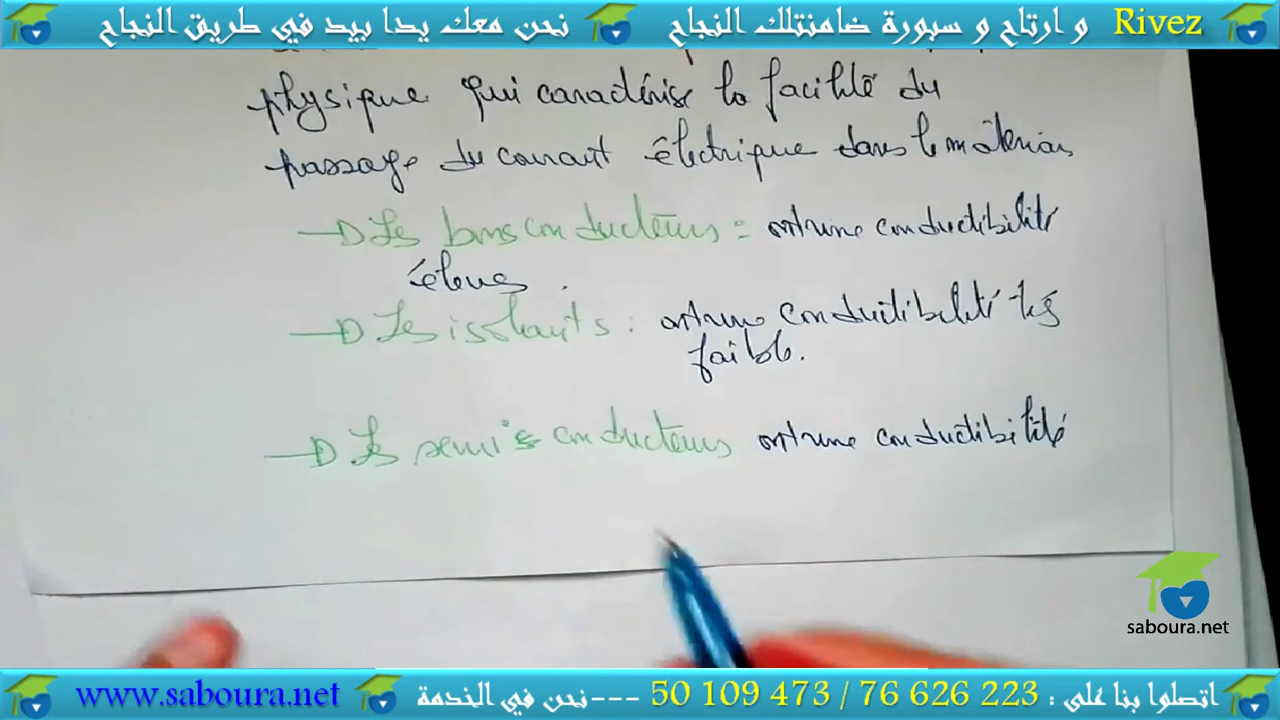 Rivez و ارتاح و سبورة ضامنتلك النجاح نحن معك يدا بيد في طريق النجاح
physique qui caractérise la facilité du
passage du courant électrique dans le matériau
Les bons conducteurs = ont une conductibilité
élevés .
Les isolants : ont une conductibilité très
faible.
Les semi's conducteurs ont une conductibilité
saboura.net
اتصلوا بنا على : 50 109 473 / 76 626 223 ---نحن في الخدمة www.saboura.net